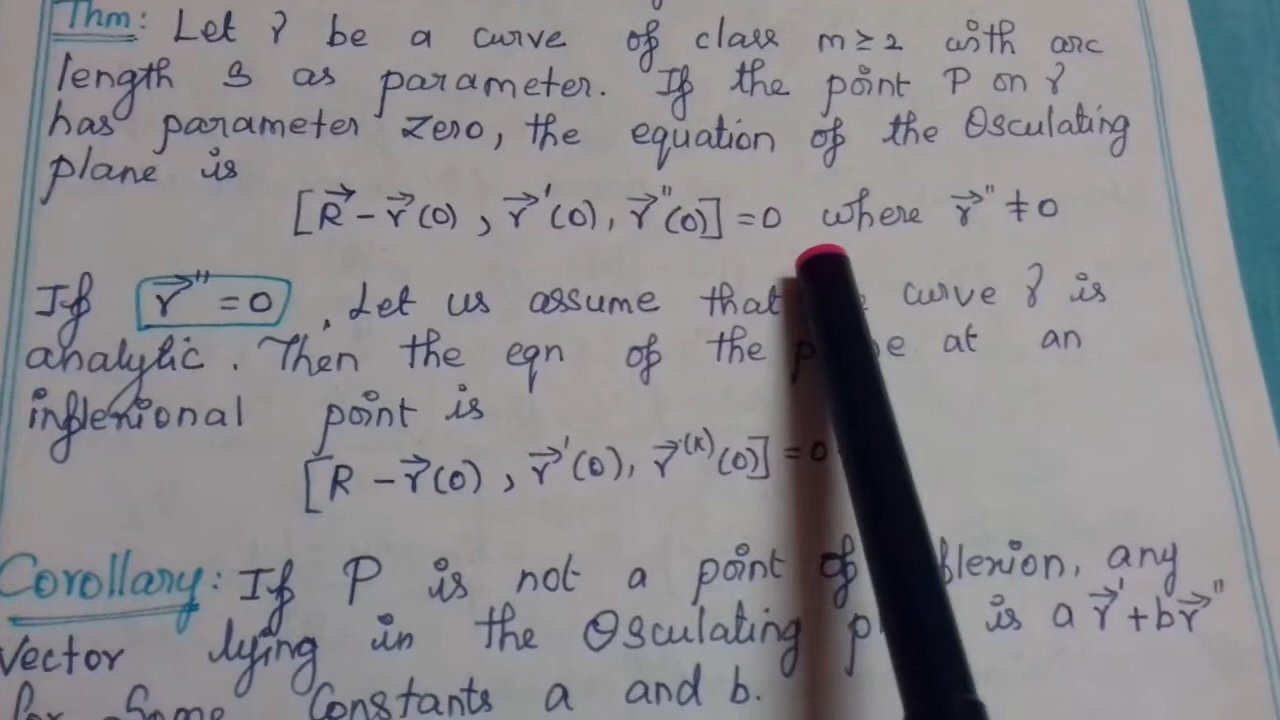 Thm: Let γ be a curve of class m ≥ 2 with arc
length s as parameter. If the point P on γ
has parameter zero, the equation of the Osculating
plane is
[R⃗ - r⃗(0), r⃗'(0), r⃗''(0)] = 0 where r⃗'' ≠ 0
If r⃗'' = 0, Let us assume that curve γ is
analytic. Then the eqn of the at an
inflexional point is
[R - r⃗(0), r⃗'(0), r⃗^(k)(0)] = 0
Corollary: If P is not a point of flexion, any
vector lying in the Osculating is a r⃗' + b r⃗''
for Some Constants a and b.